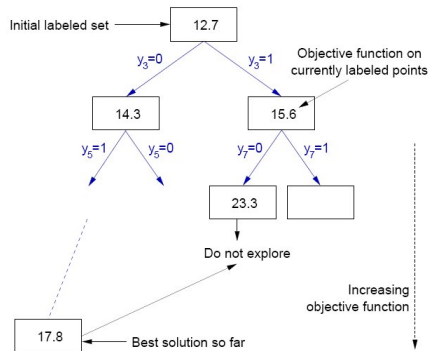 Initial labeled set
12.7
y3=0
y3=1
Objective function on
currently labeled points
14.3
15.6
y5=1
y5=0
y7=0
y7=1
23.3
Do not explore
Increasing
objective function
17.8
Best solution so far